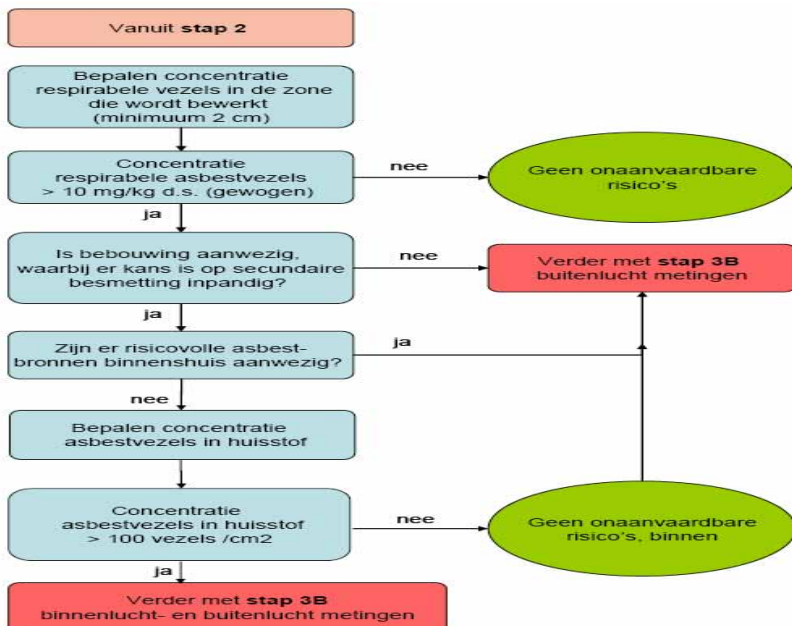 Vanuit stap 2
Bepalen concentratie
respirabele vezels in de zone
die wordt bewerkt
(minimuum 2 cm)
Concentratie
respirabele asbestvezels
> 10 mg/kg d.s. (gewogen)
nee
Geen onaanvaardbare
risico's
ja
Is bebouwing aanwezig,
waarbij er kans is op secundaire
besmetting inpandig?
nee
Verder met stap 3B
buitenlucht metingen
ja
Zijn er risicovolle asbest-
bronnen binnenshuis aanwezig?
ja
nee
Bepalen concentratie
asbestvezels in huisstof
Concentratie
asbestvezels in huisstof
> 100 vezels /cm2
nee
Geen onaanvaardbare
risico's, binnen
ja
Verder met stap 3B
binnenlucht- en buitenlucht metingen